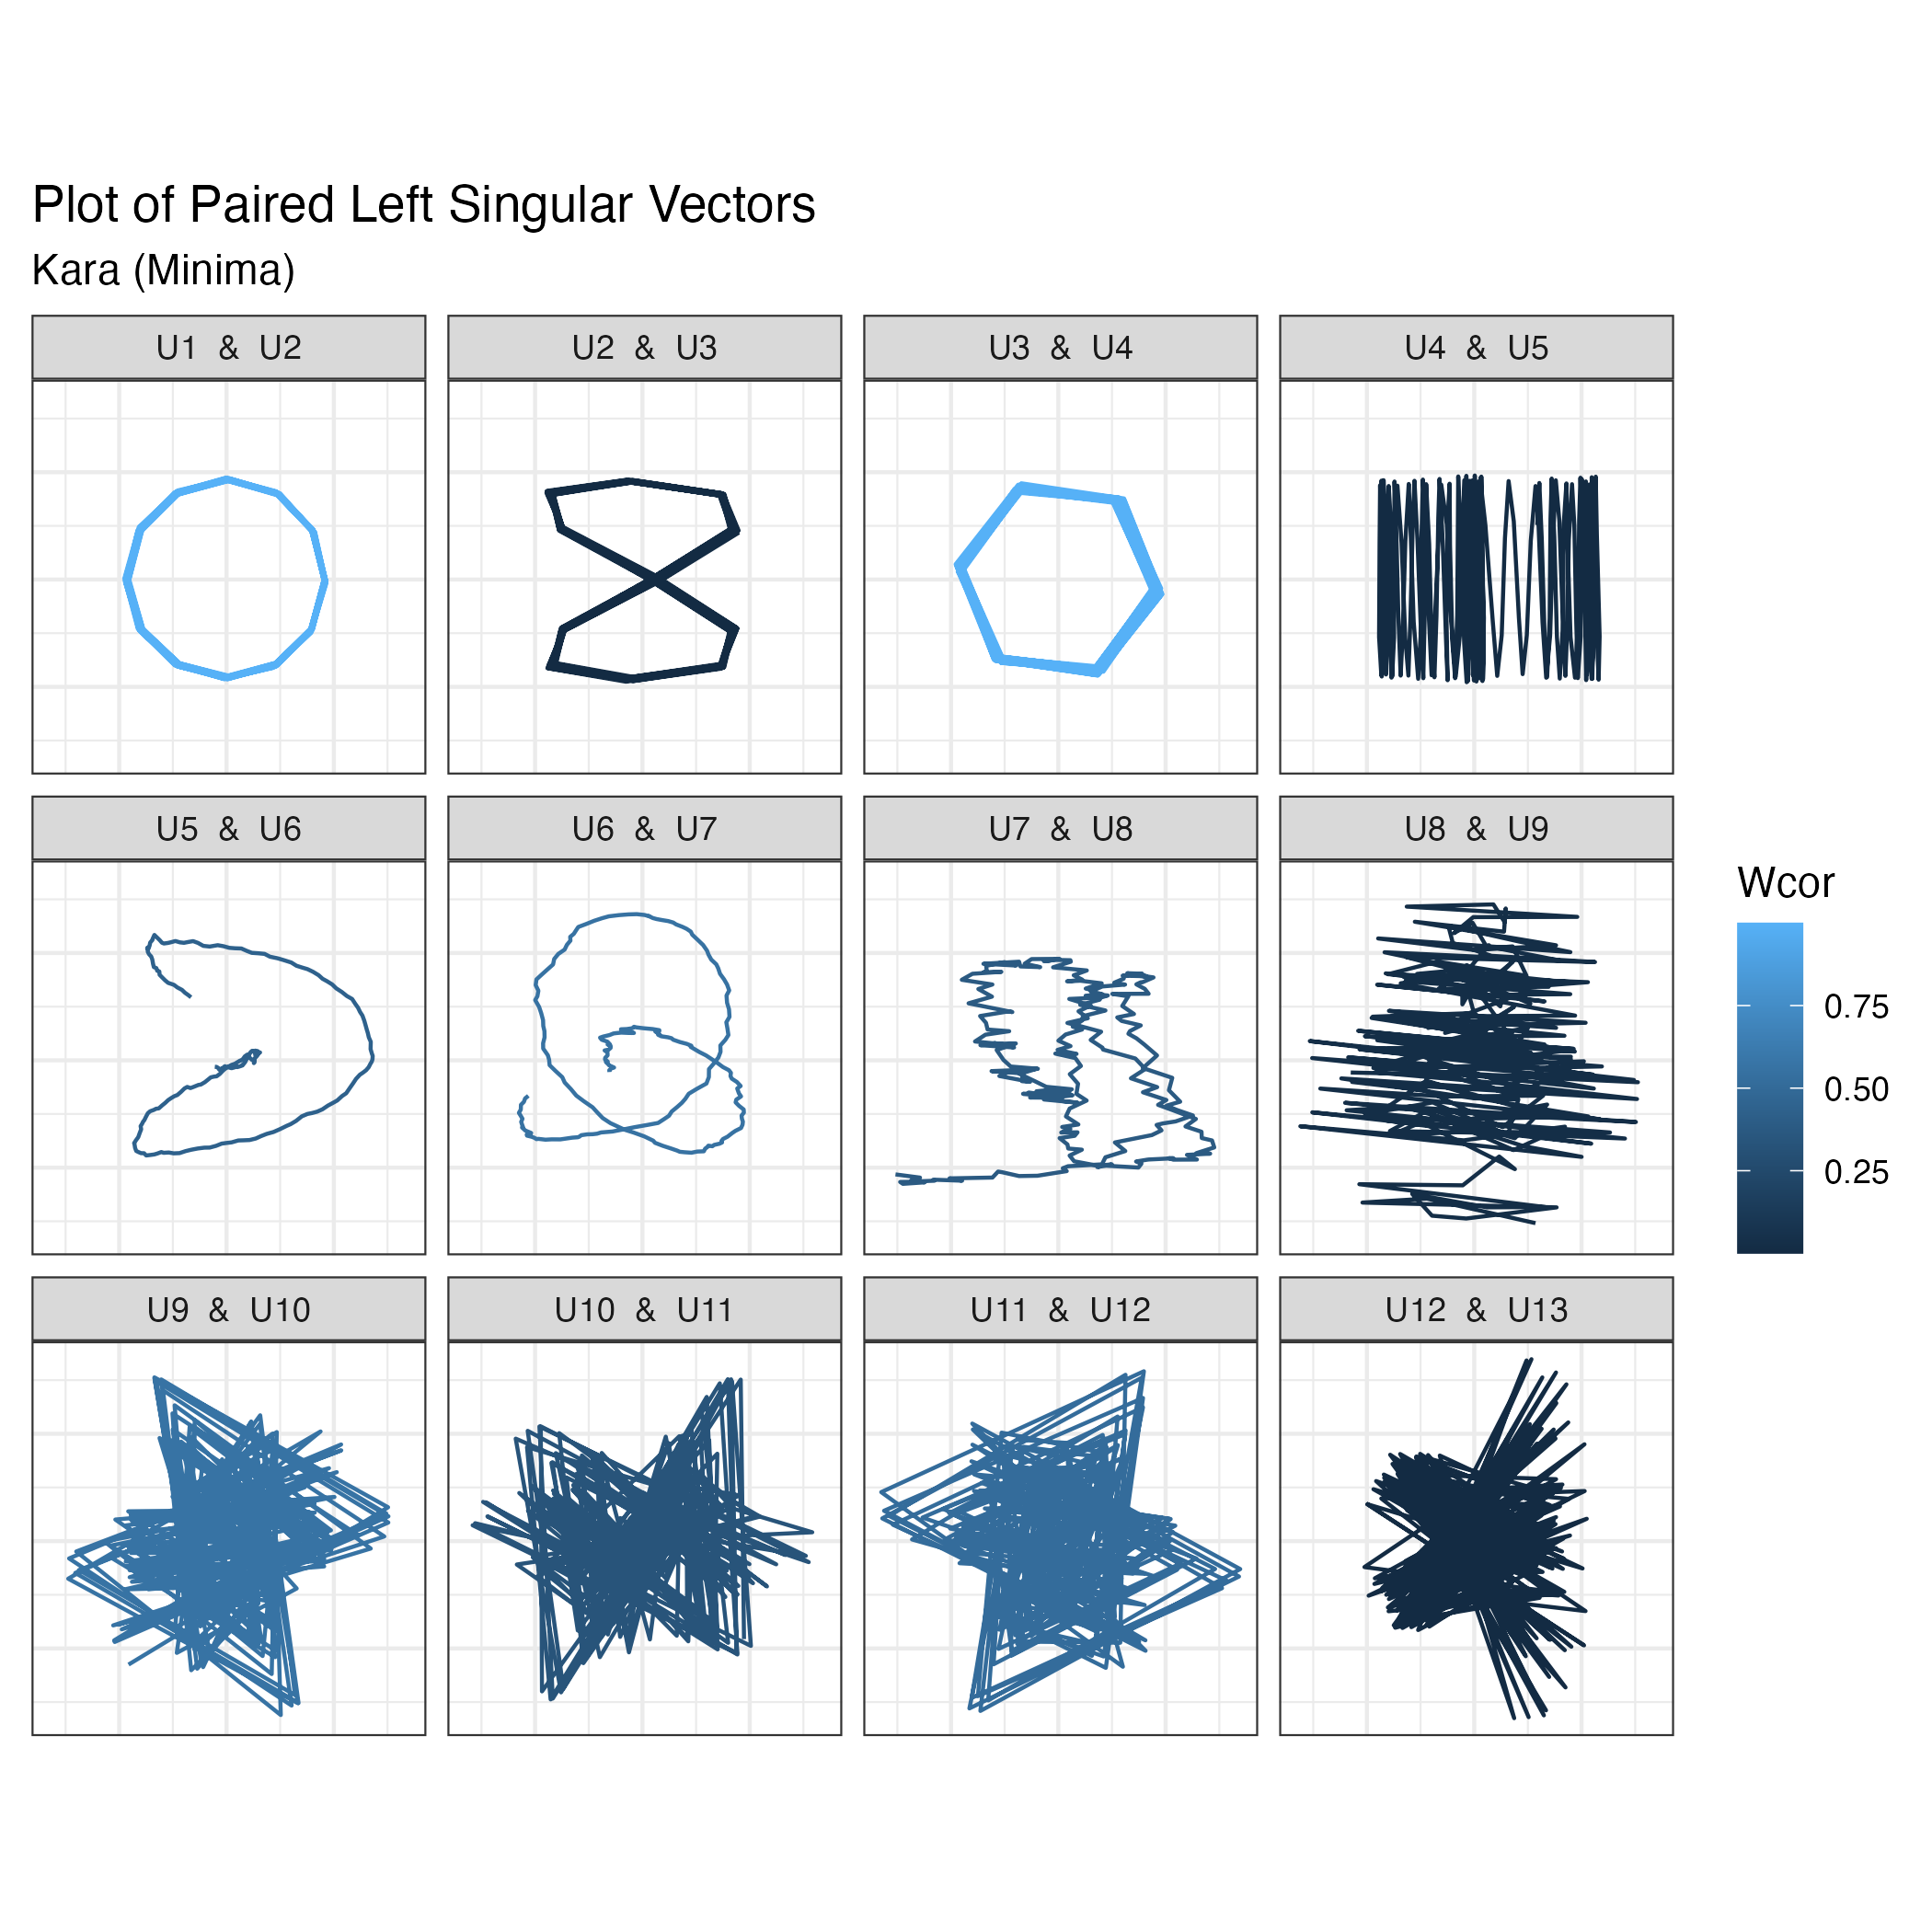 Plot of Paired Left Singular Vectors
Kara (Minima)
U1 & U2
U2 & U3
U3 & U4
U4 & U5
U5 & U6
U6 & U7
U7 & U8
U8 & U9
U9 & U10
U10 & U11
U11 & U12
U12 & U13
Wcor
0.75
0.50
0.25